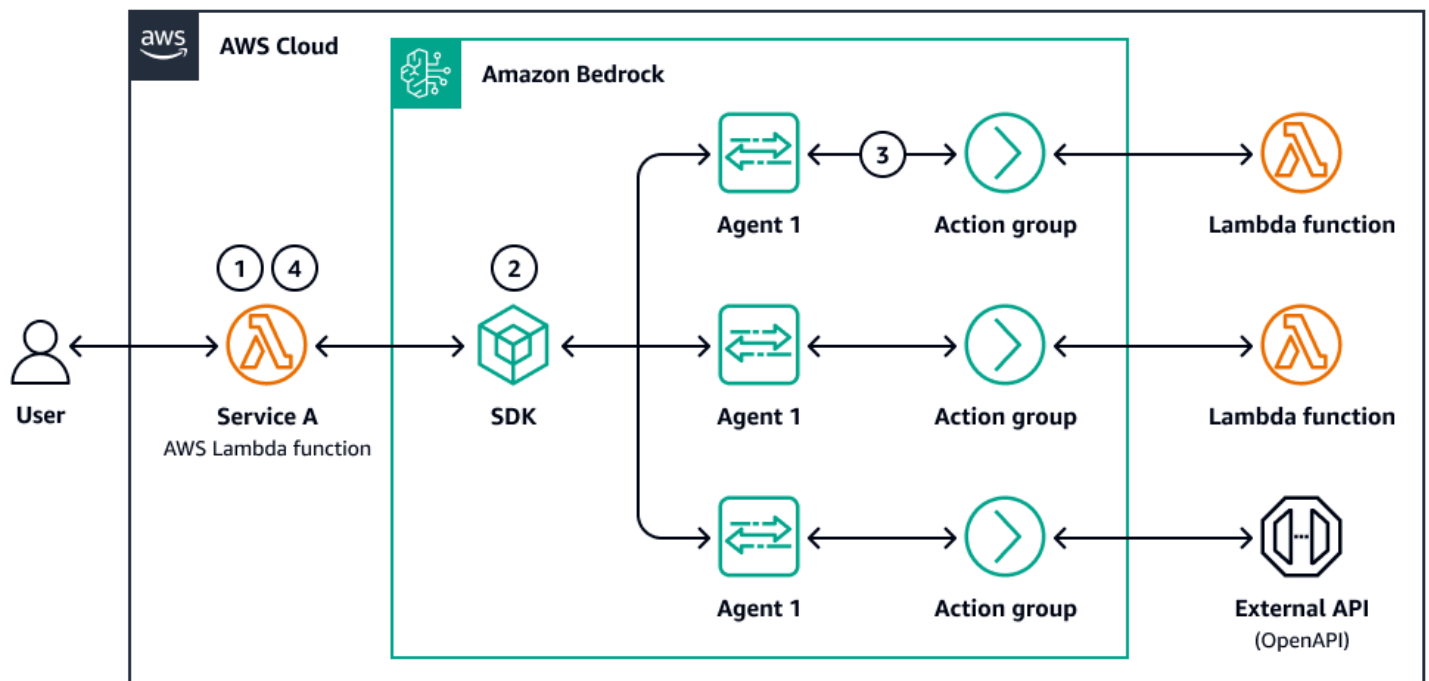 aws
AWS Cloud
Amazon Bedrock
3
Agent 1
Action group
Lambda function
1
4
2
User
Service A
AWS Lambda function
SDK
Agent 1
Action group
Lambda function
Agent 1
Action group
External API
(OpenAPI)